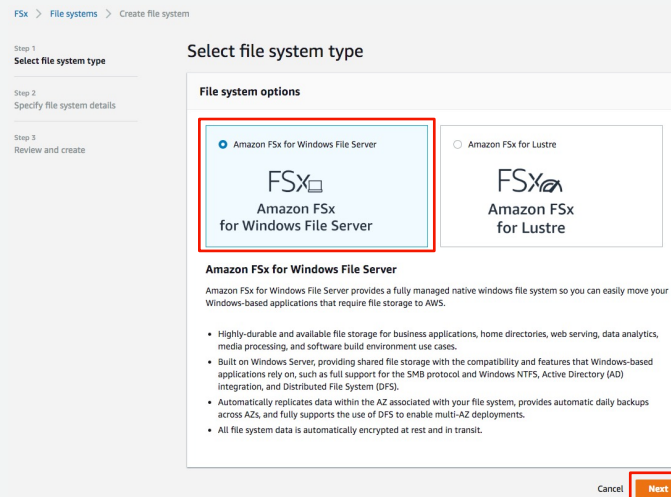 FSx > File systems > Create file system
Step 1
Select file system type
Step 2
Specify file system details
Step 3
Review and create
Select file system type
File system options
Amazon FSx for Windows File Server
FSx
Amazon FSx
for Windows File Server
Amazon FSx for Lustre
FSx
Amazon FSx
for Lustre
Amazon FSx for Windows File Server
Amazon FSx for Windows File Server provides a fully managed native windows file system so you can easily move your
Windows-based applications that require file storage to AWS.
• Highly-durable and available file storage for business applications, home directories, web serving, data analytics,
media processing, and software build environment use cases.
• Built on Windows Server, providing shared file storage with the compatibility and features that Windows-based
applications rely on, such as full support for the SMB protocol and Windows NTFS, Active Directory (AD)
integration, and Distributed File System (DFS).
• Automatically replicates data within the AZ associated with your file system, provides automatic daily backups
across AZs, and fully supports the use of DFS to enable multi-AZ deployments.
• All file system data is automatically encrypted at rest and in transit.
Cancel Next